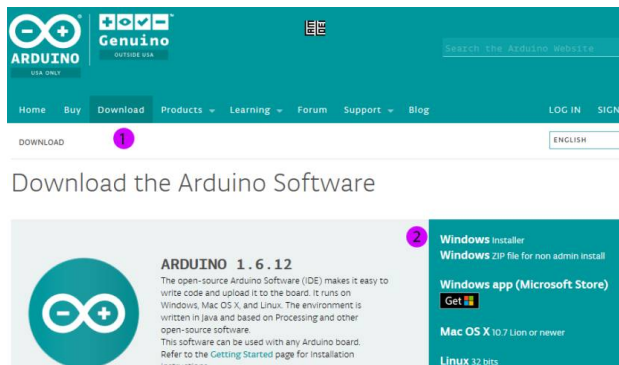 Genuino
ARDUINO
USA ONLY
OUTSIDE USA
Search the Arduino Website
Home Buy Download Products Learning Forum Support Blog LOG IN SIGN
DOWNLOAD
1
ENGLISH
Download the Arduino Software
2
ARDUINO 1.6.12
The open-source Arduino Software (IDE) makes it easy to
write code and upload it to the board. It runs on
Windows, Mac OS X, and Linux. The environment is
written in Java and based on Processing and other
open-source software.
This software can be used with any Arduino board.
Refer to the Getting Started page for Installation
Windows Installer
Windows ZIP file for non admin install
Windows app (Microsoft Store)
Get
Mac OS X 10.7 Lion or newer
Linux 32 bits